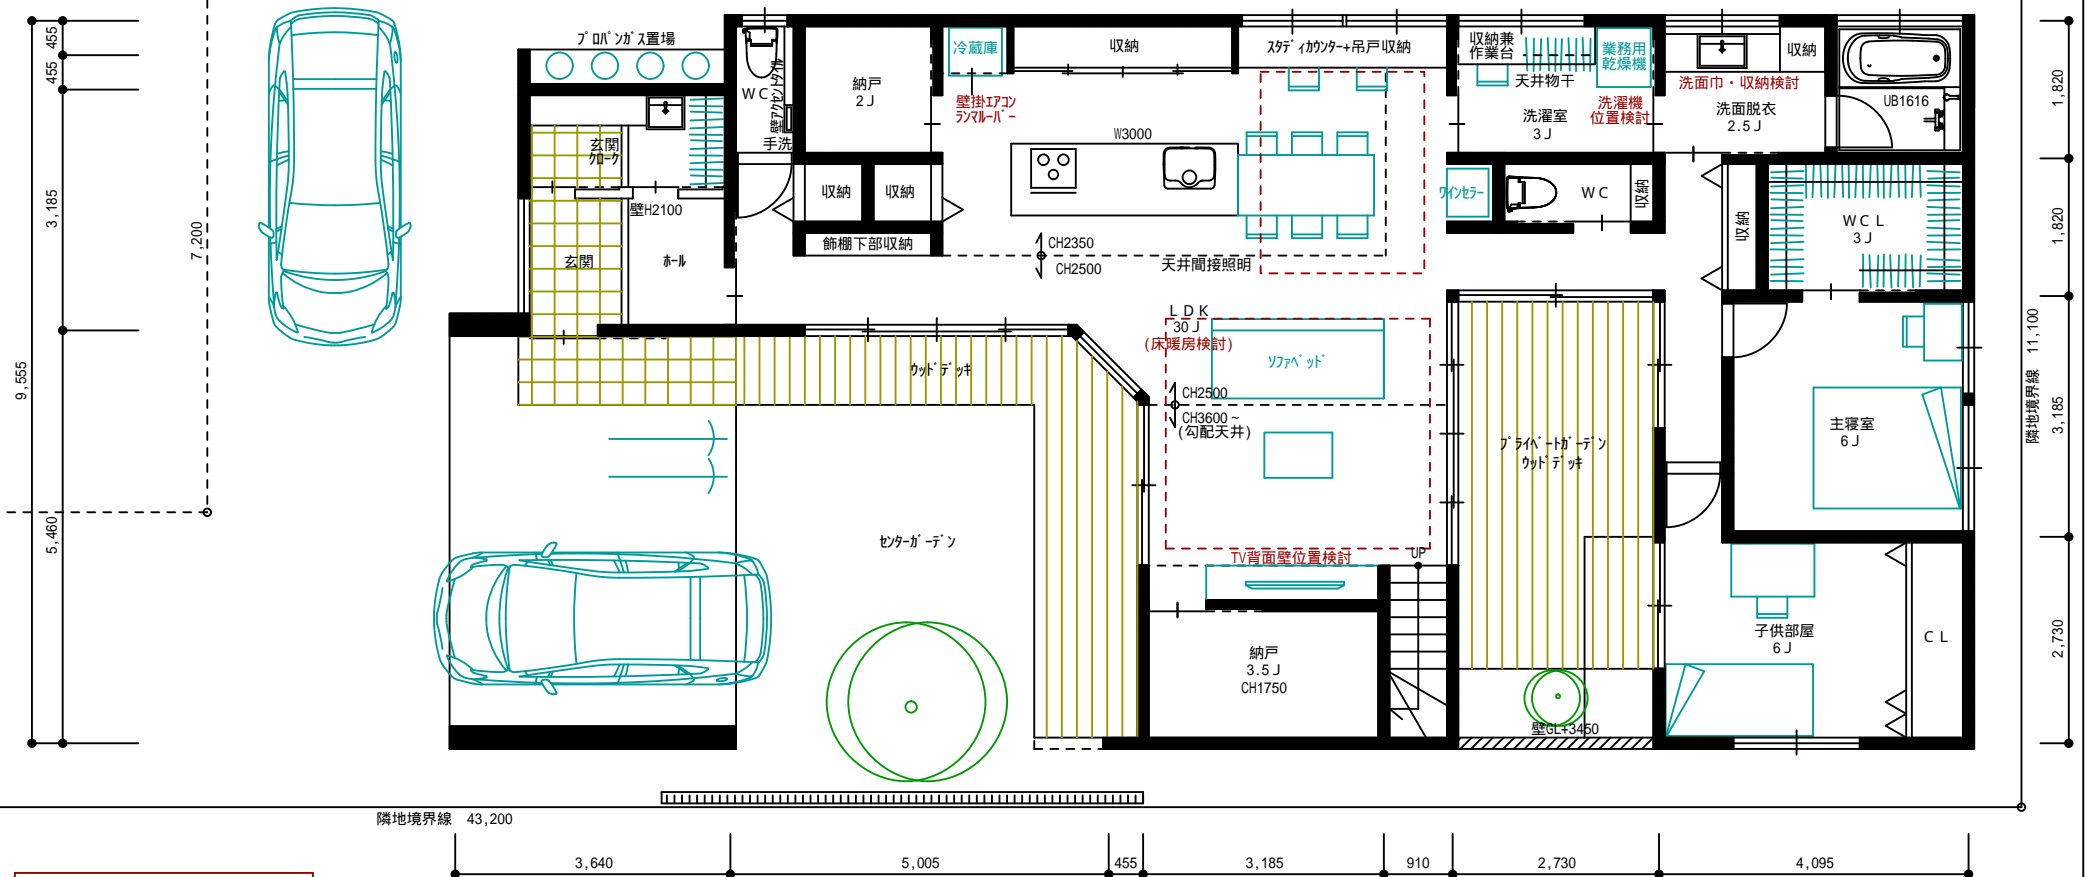 プロパンガス置場
455
455
3,185
5,460
9,555
7,200
玄関
クローク
壁H2100
玄関
ホール
WC
壁アクセントタイル
手洗
納戸
2J
収納
収納
飾棚下部収納
冷蔵庫
壁掛エアコン
ランマルーバー
収納
W3000
スタディカウンター+吊戸収納
CH2350
CH2500
天井間接照明
収納兼
作業台
天井物干
業務用
乾燥機
洗濯室
3J
洗濯機
位置検討
収納
洗面巾・収納検討
洗面脱衣
2.5J
UB1616
ワインセラー
WC
収納
収納
WCL
3J
LDK
30J
(床暖房検討)
ソファベッド
CH2500
CH3600~
(勾配天井)
TV背面壁位置検討
UP
納戸
3.5J
CH1750
ウッドデッキ
センターガーデン
プライベートガーデン
ウッドデッキ
壁GL+3450
主寝室
6J
子供部屋
6J
CL
1,820
1,820
3,185
2,730
隣地境界線 11,100
隣地境界線 43,200
3,640
5,005
455
3,185
910
2,730
4,095